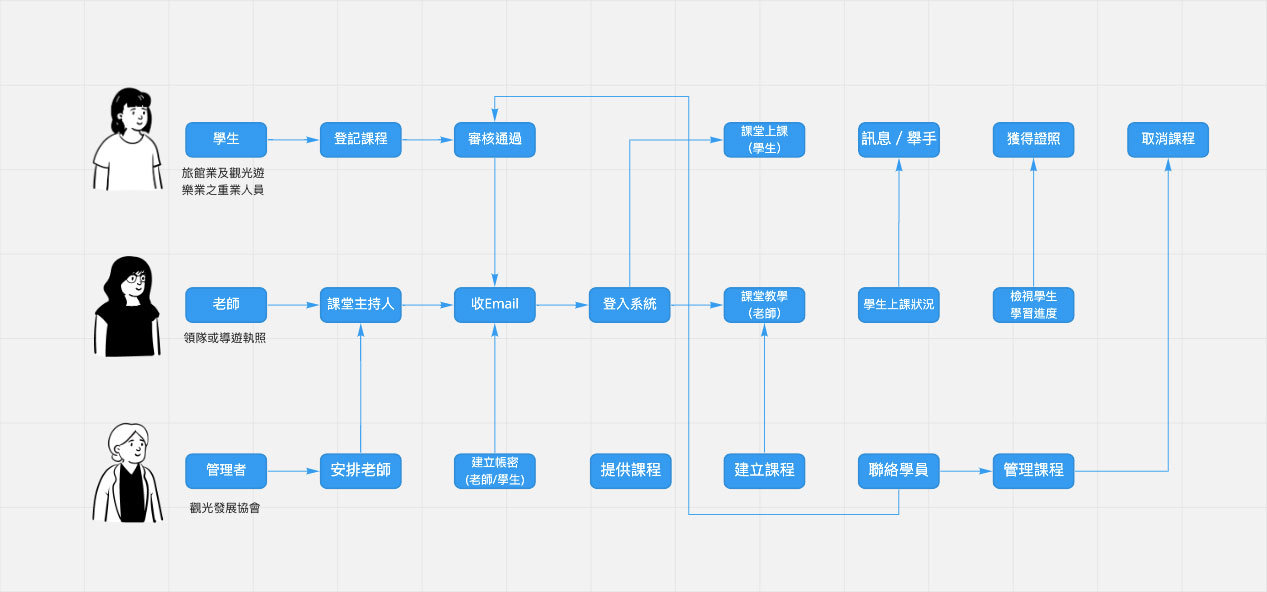 學生
登記課程
審核通過
課堂上課
（學生）
訊息 / 舉手
獲得證照
取消課程
旅館業及觀光遊
樂業之重業人員
老師
課堂主持人
收Email
登入系統
課堂教學
（老師）
學生上課狀況
檢視學生
學習進度
領隊或導遊執照
管理者
安排老師
建立帳密
(老師/學生)
提供課程
建立課程
聯絡學員
管理課程
觀光發展協會